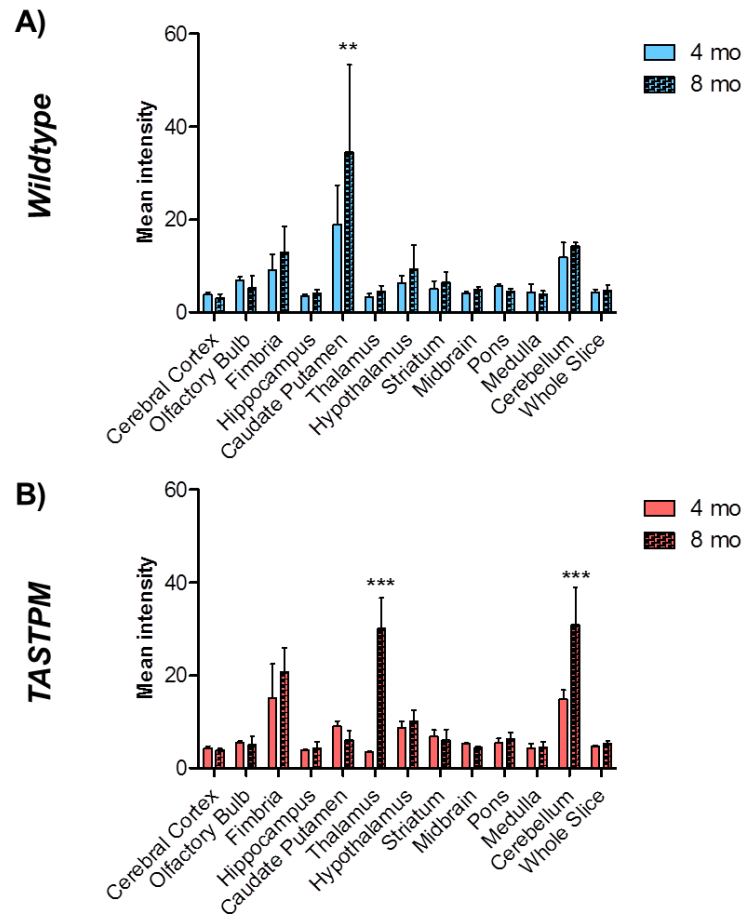 A)
Wildtype
Mean intensity
60
40
20
0
**
4 mo
8 mo
Cerebral Cortex
Olfactory Bulb
Fimbria
Hippocampus
Caudate Putamen
Thalamus
Hypothalamus
Striatum
Midbrain
Pons
Medulla
Cerebellum
Whole Slice
B)
TASTPM
Mean intensity
60
40
20
0
***
***
4 mo
8 mo
Cerebral Cortex
Olfactory Bulb
Fimbria
Hippocampus
Caudate Putamen
Thalamus
Hypothalamus
Striatum
Midbrain
Pons
Medulla
Cerebellum
Whole Slice